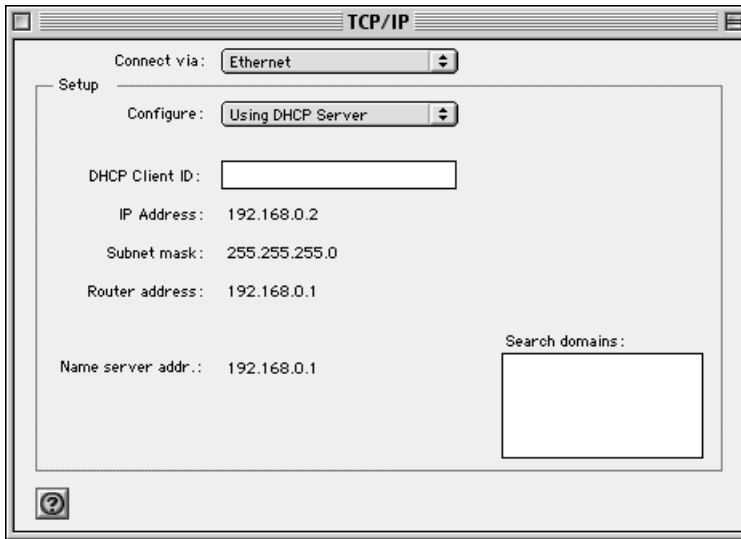 TCP/IP
Connect via: Ethernet
Setup
Configure: Using DHCP Server
DHCP Client ID:
IP Address: 192.168.0.2
Subnet mask: 255.255.255.0
Router address: 192.168.0.1
Search domains:
Name server addr.: 192.168.0.1
?